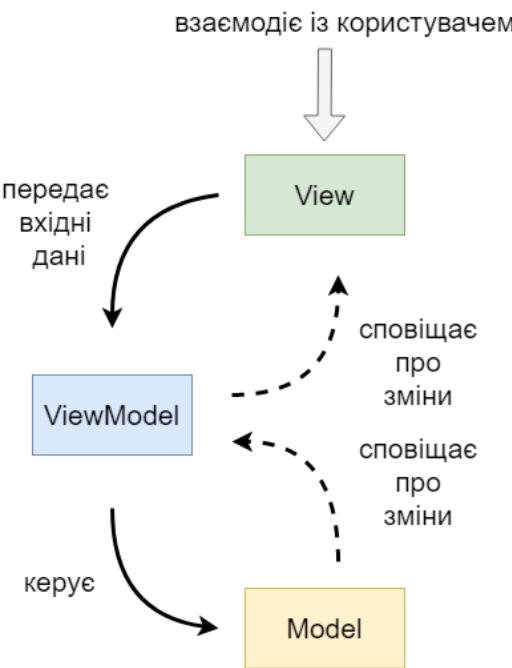 взаємодіє із користувачем
View
передає
вхідні
дані
сповіщає
про
зміни
ViewModel
сповіщає
про
зміни
керує
Model